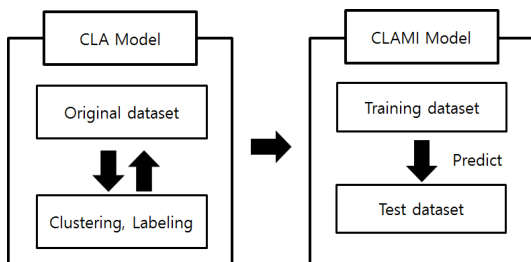 CLA Model
Original dataset
Clustering, Labeling
CLAMI Model
Training dataset
Predict
Test dataset